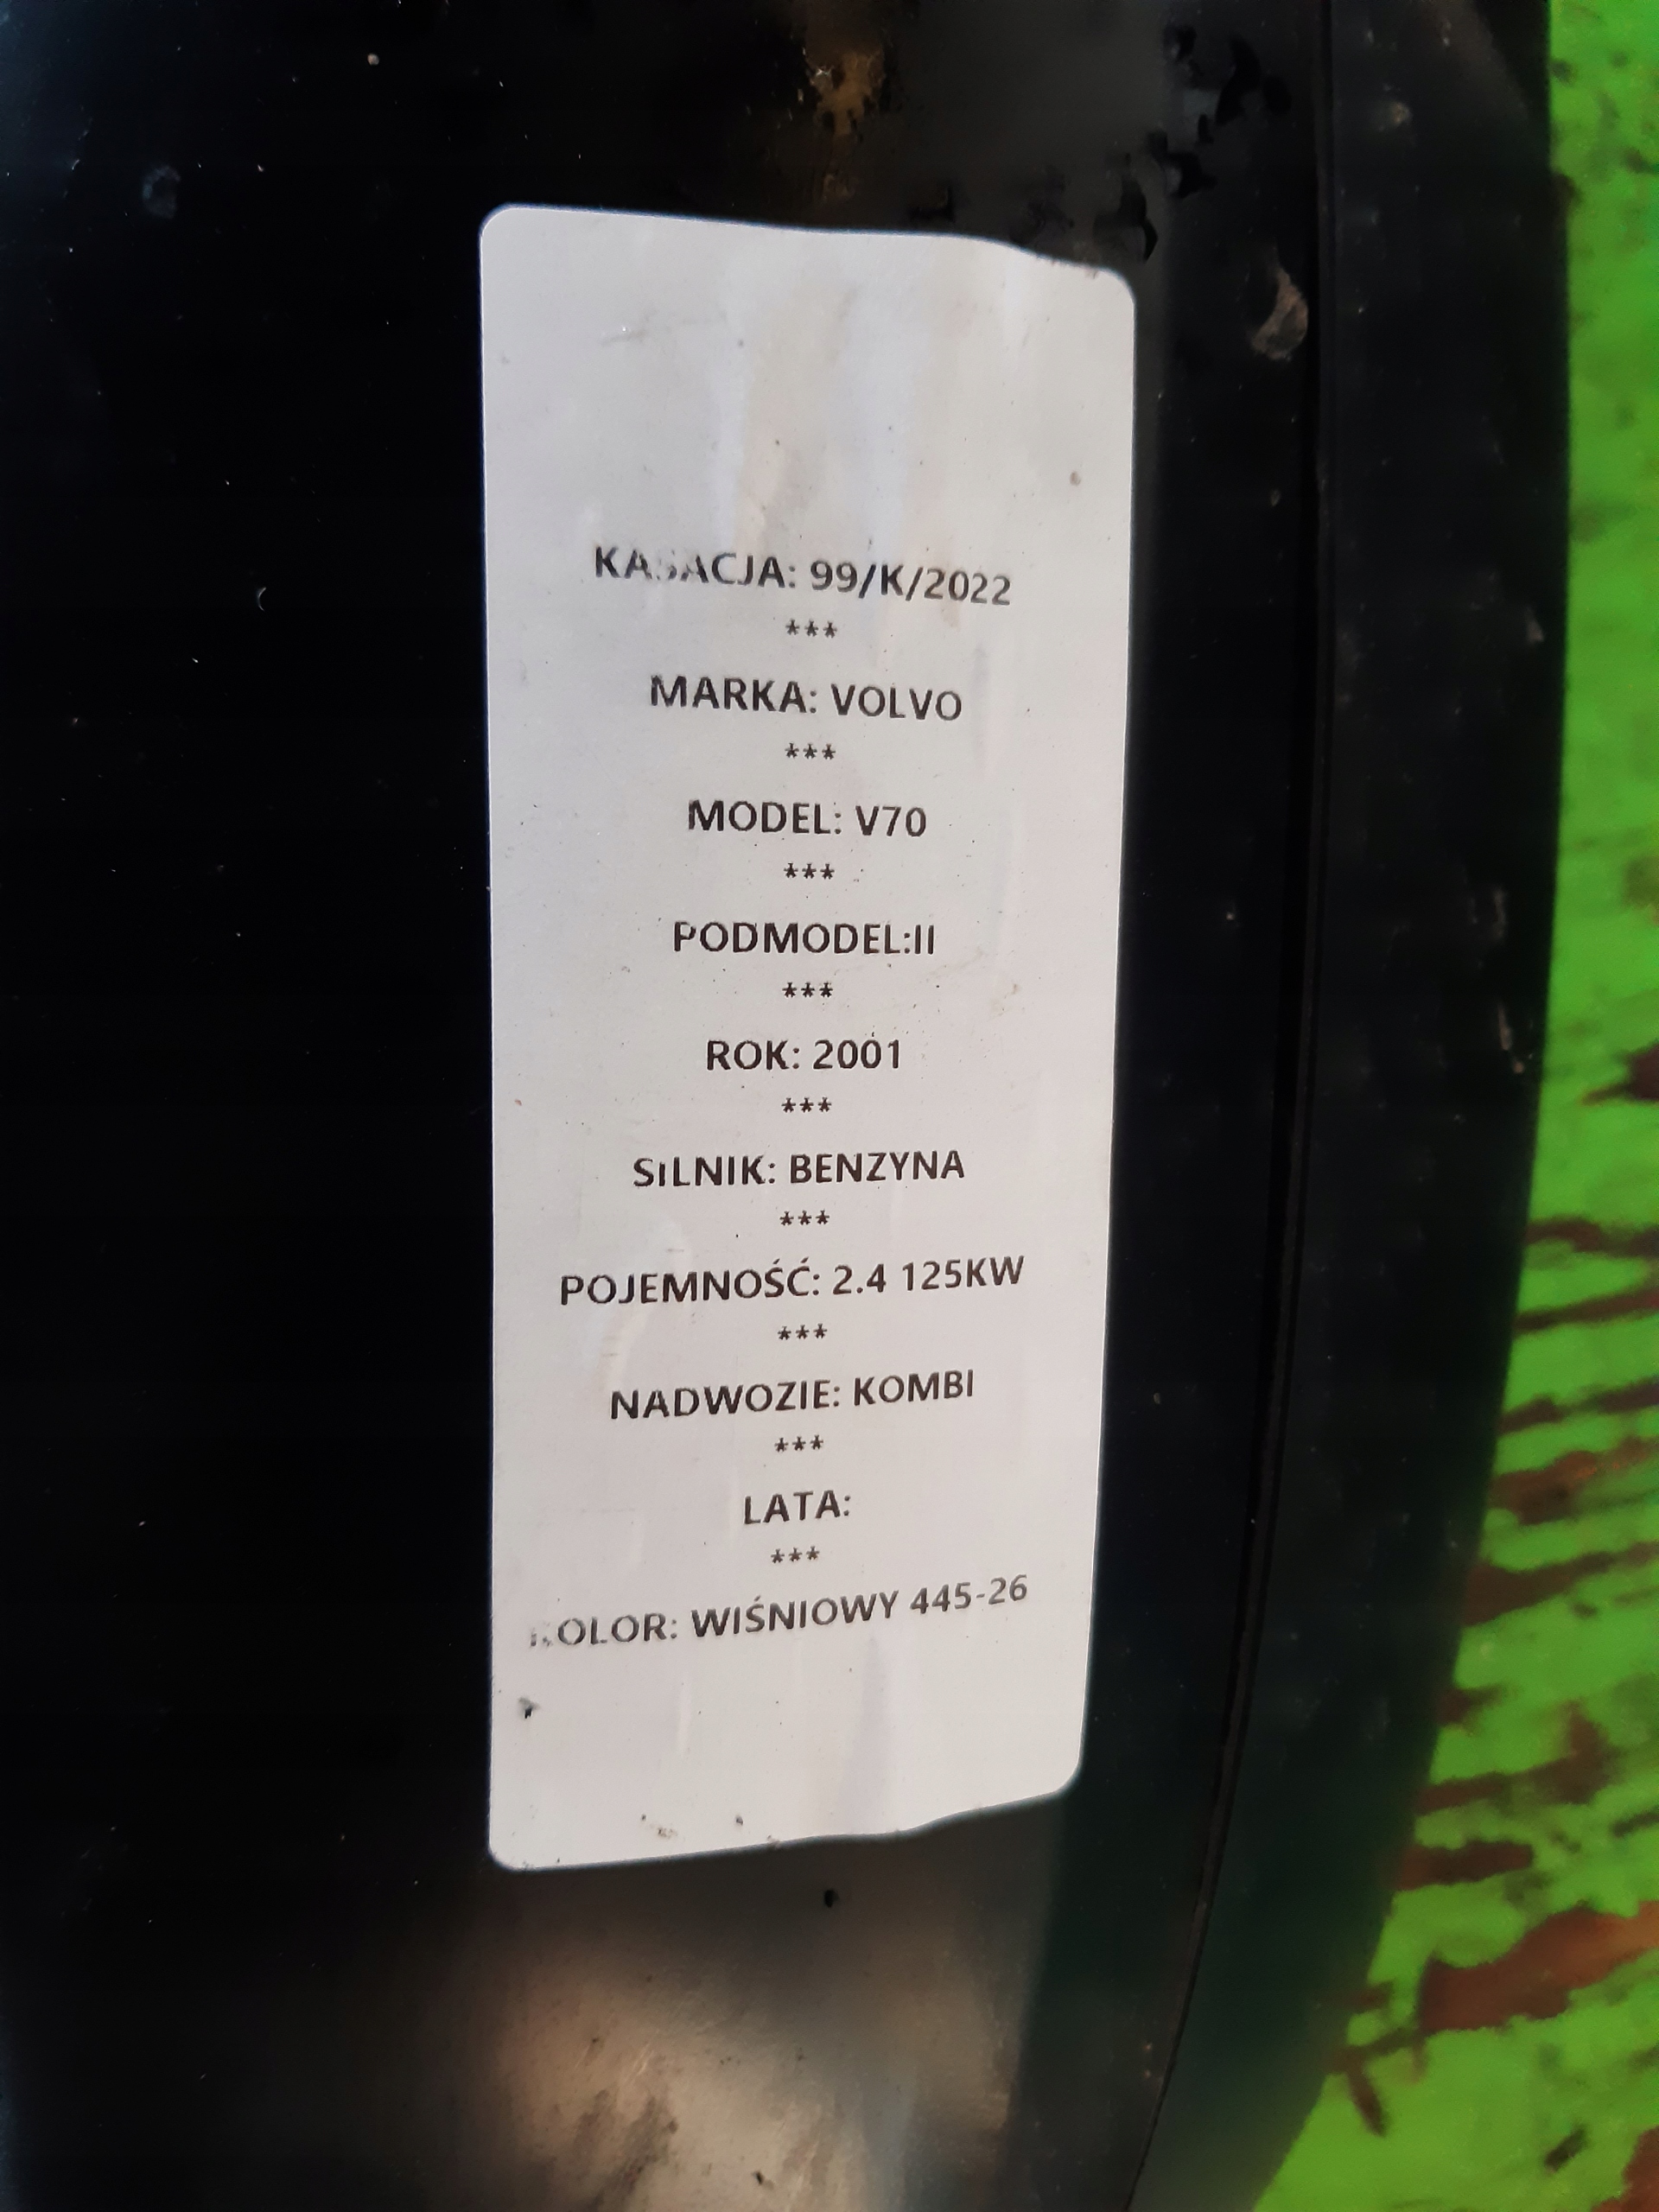 KASACJA: 99/K/2022
***
MARKA: VOLVO
***
MODEL: V70
***
PODMODEL:II
***
ROK: 2001
***
SILNIK: BENZYNA
***
POJEMNOŚĆ: 2.4 125KW
***
NADWOZIE: KOMBI
***
LATA:
***
KOLOR: WIŚNIOWY 445-26